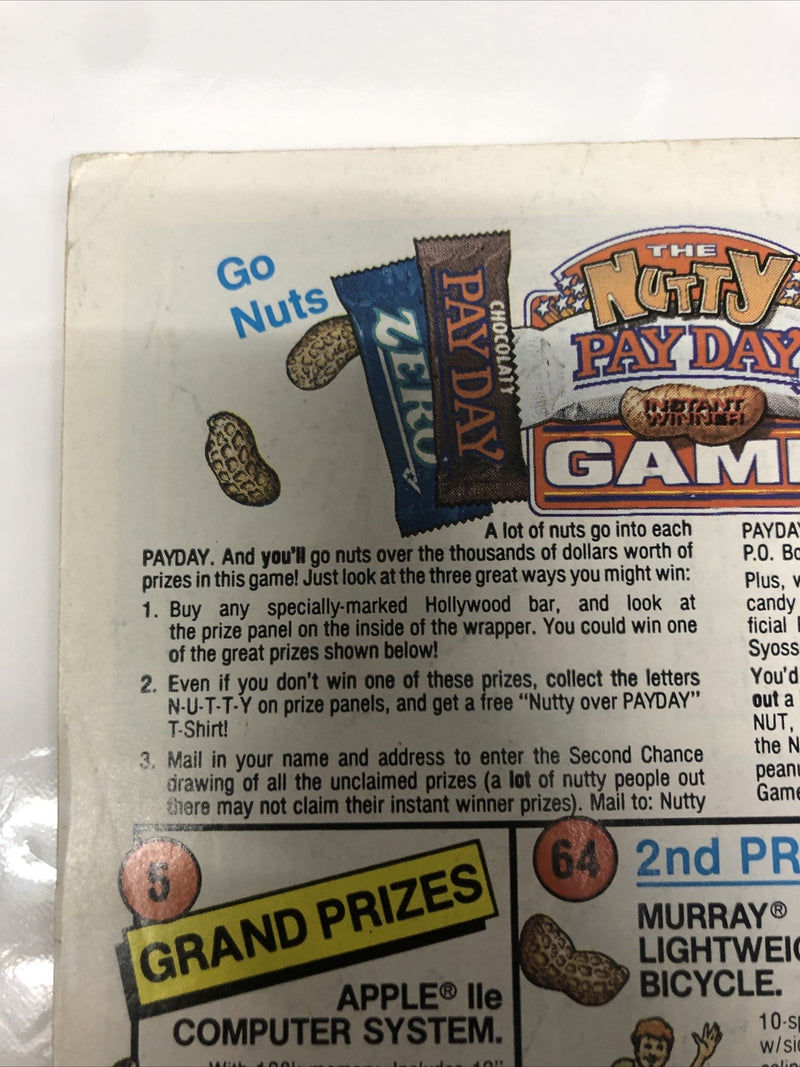 Go
Nuts
ZERO
CHOCOLATY
PAY DAY
THE
NUTTY
PAY DAY
INSTANT
WINNER
GAM
A lot of nuts go into each
PAYDAY. And you'll go nuts over the thousands of dollars worth of
prizes in this game! Just look at the three great ways you might win:
1. Buy any specially-marked Hollywood bar, and look at
the prize panel on the inside of the wrapper. You could win one
of the great prizes shown below!
2. Even if you don't win one of these prizes, collect the letters
N-U-T-T-Y on prize panels, and get a free "Nutty over PAYDAY"
T-Shirt!
3. Mail in your name and address to enter the Second Chance
drawing of all the unclaimed prizes (a lot of nutty people out
there may not claim their instant winner prizes). Mail to: Nutty
PAYDAY
P.O. Bo
Plus, w
candy
ficial
Syoss
You'd
out a
NUT,
the N
peanu
Game
5
GRAND PRIZES
APPLE® IIe
COMPUTER SYSTEM.
64
2nd PR
MURRAY®
LIGHTWEIG
BICYCLE.
10-sp
w/si